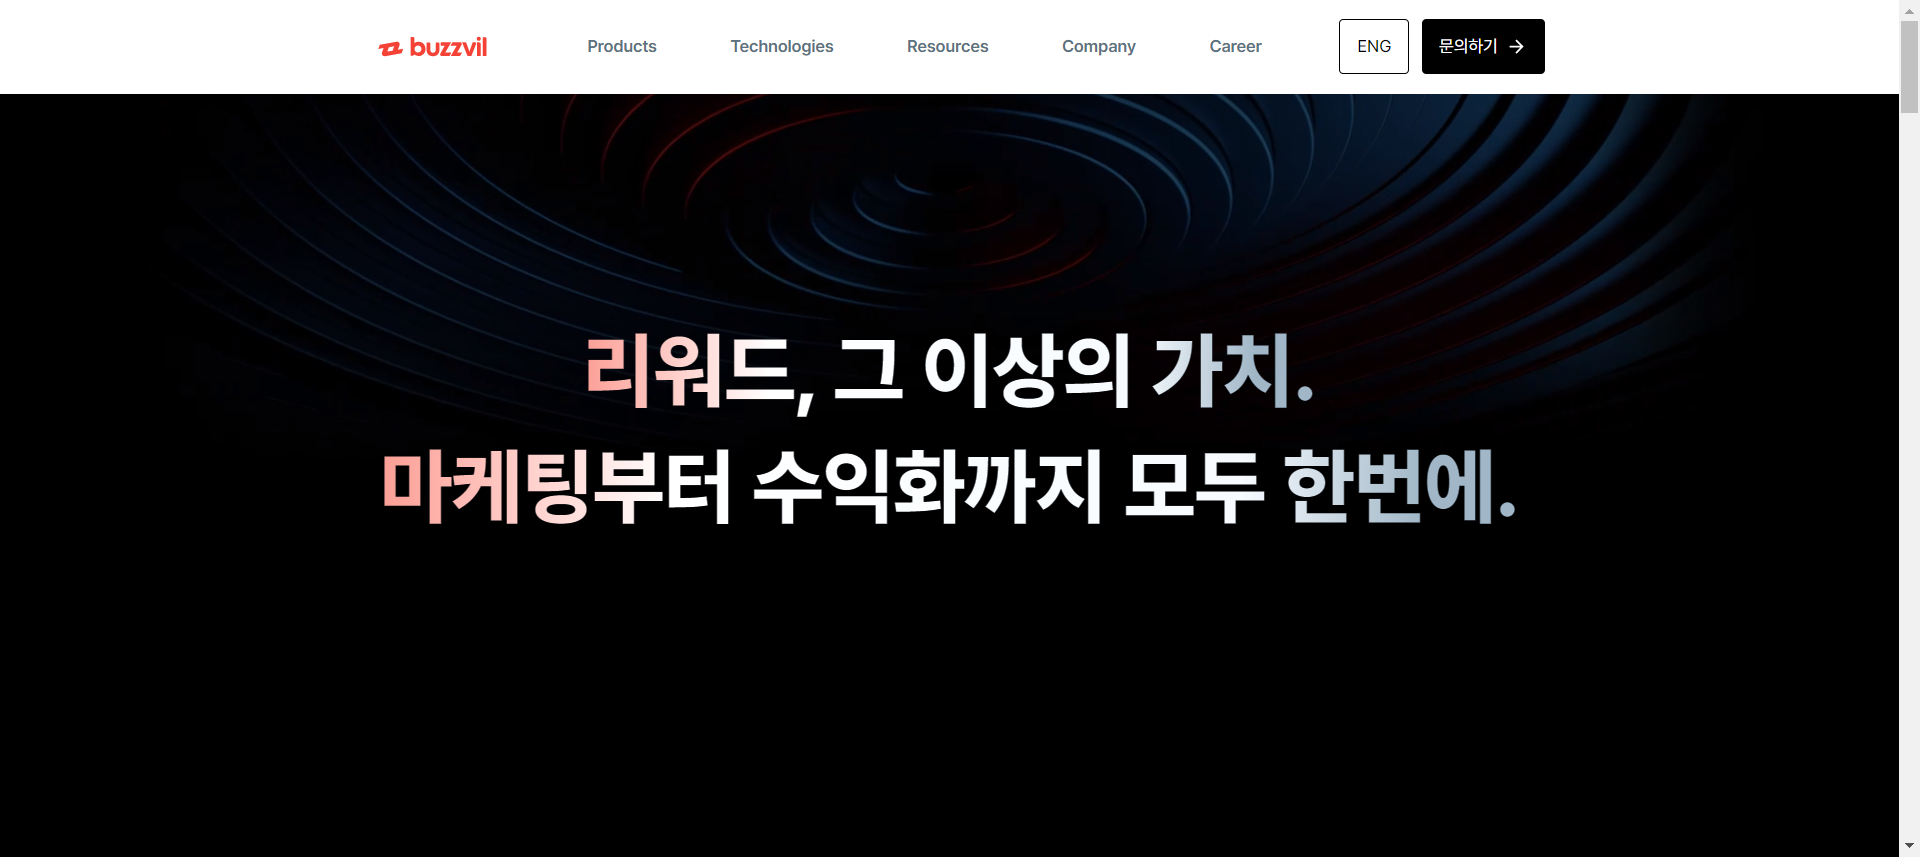 buzzvil
Products
Technologies
Resources
Company
Career
ENG
문의하기
리워드, 그 이상의 가치.
마케팅부터 수익화까지 모두 한번에.